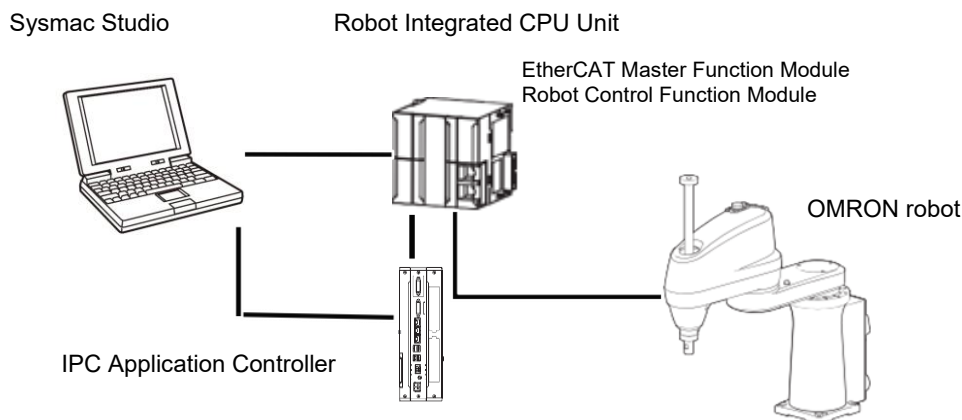 Sysmac Studio
Robot Integrated CPU Unit
EtherCAT Master Function Module
Robot Control Function Module
OMRON robot
IPC Application Controller